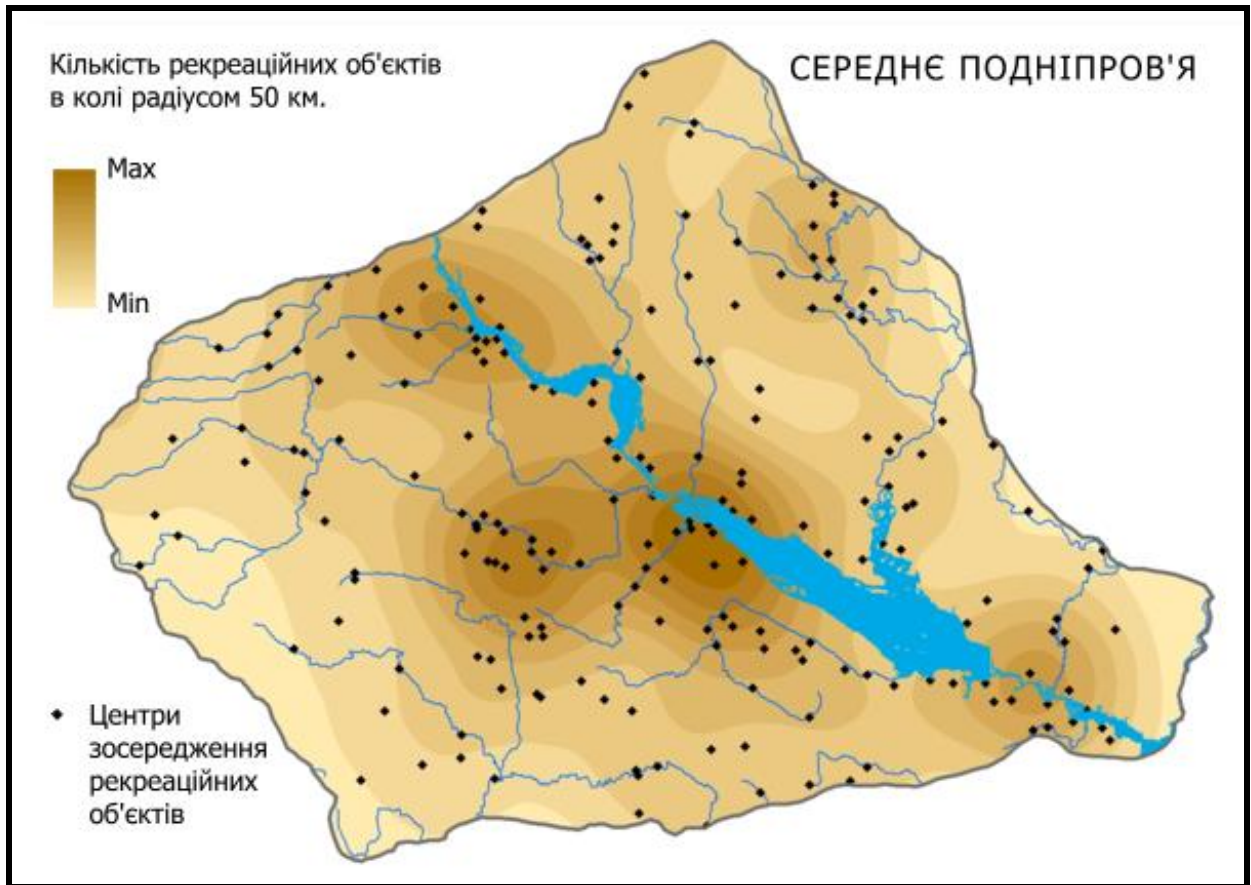 Кількість рекреаційних об'єктів
в колі радіусом 50 км.
СЕРЕДНЄ ПОДНІПРОВ'Я
Max
Min
Центри
зосередження
рекреаційних
об'єктів